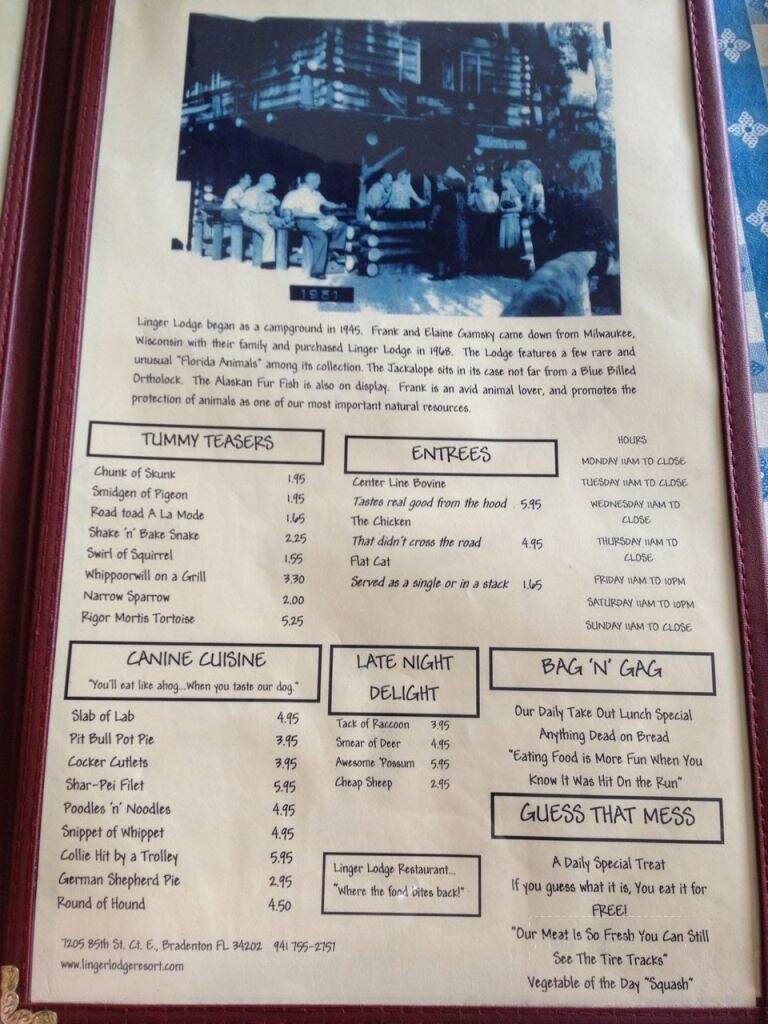 1951
Linger Lodge began as a campground in 1945. Frank and Elaine Gamsky came down from Milwaukee,
Wisconsin with their family and purchased Linger Lodge in 1968. The Lodge features a few rare and
unusual "Florida Animals" among its collection. The Jackalope sits in its case not far from a Blue Billed
Ortholock. The Alaskan Fur Fish is also on display. Frank is an avid animal lover, and promotes the
protection of animals as one of our most important natural resources.
TUMMY TEASERS
Chunk of Skunk 1.95
Smidgen of Pigeon 1.95
Road toad A La Mode 1.65
Shake 'n' Bake Snake 2.25
Swirl of Squirrel 1.55
Whippoorwill on a Grill 3.30
Narrow Sparrow 2.00
Rigor Mortis Tortoise 5.25
ENTREES
Center Line Bovine
Tastes real good from the hood 5.95
The Chicken
That didn't cross the road 4.95
Flat Cat
Served as a single or in a stack 1.65
HOURS
MONDAY 11AM TO CLOSE
TUESDAY 11AM TO CLOSE
WEDNESDAY 11AM TO
CLOSE
THURSDAY 11AM TO
CLOSE
FRIDAY 11AM TO 10PM
SATURDAY 11AM TO 10PM
SUNDAY 11AM TO CLOSE
CANINE CUISINE
"You'll eat like ahog...When you taste our dog."
Slab of Lab 4.95
Pit Bull Pot Pie 3.95
Cocker Cutlets 3.95
Shar-Pei Filet 5.95
Poodles 'n' Noodles 4.95
Snippet of Whippet 4.95
Collie Hit by a Trolley 5.95
German Shepherd Pie 2.95
Round of Hound 4.50
LATE NIGHT
DELIGHT
Tack of Raccoon 3.95
Smear of Deer 4.95
Awesome 'Possum 5.95
Cheap Sheep 2.95
Linger Lodge Restaurant...
"Where the food bites back!"
BAG 'N' GAG
Our Daily Take Out Lunch Special
Anything Dead on Bread
"Eating Food is More Fun When You
Know It Was Hit On the Run"
GUESS THAT MESS
A Daily Special Treat
If you guess what it is, You eat it for
FREE!
"Our Meat Is So Fresh You Can Still
See The Tire Tracks"
Vegetable of the Day "Squash"
7205 85th St. Ct. E., Bradenton FL 34202 941 755-2757
www.lingerlodgeresort.com